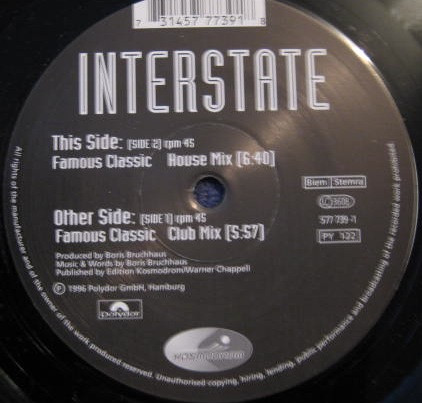 7 31457 77391 8
INTERSTATE
This Side: [SIDE 2] rpm 45
Famous Classic House Mix [6:40]
Biem Stemra
LC 3608
577 739-1
PY 122
Other Side: [SIDE 1] rpm 45
Famous Classic Club Mix [5:57]
Produced by Boris Bruchhaus
Music & Words by Boris Bruchhaus
Published by Edition Kosmodrom/Warner Chappell
Ⓟ 1996 Polydor GmbH, Hamburg
Polydor
All rights of the manufacturer and of the owner of the work produced reserved. Unauthorised copying, hiring, lending, public performance and broadcasting of the recorded work prohibited.